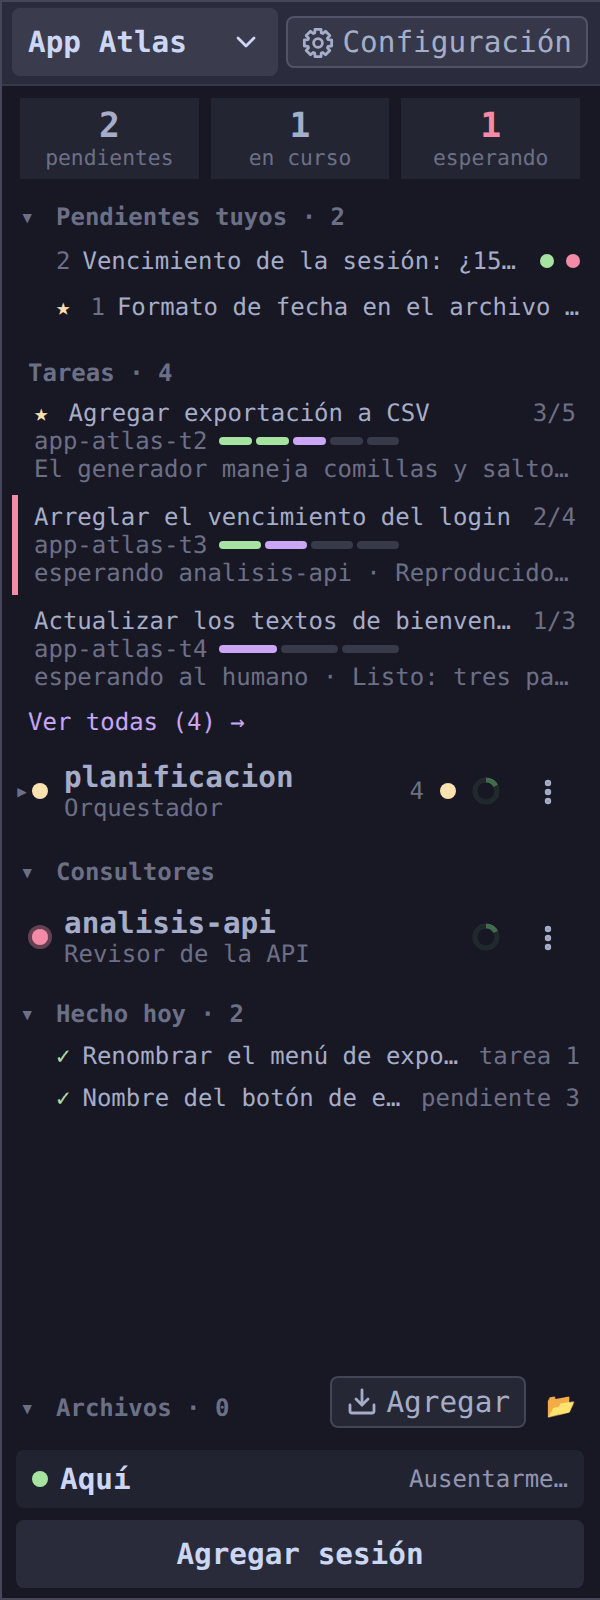 App Atlas
Configuración
2
pendientes
1
en curso
1
esperando
▼ Pendientes tuyos · 2
2 Vencimiento de la sesión: ¿15…
★ 1 Formato de fecha en el archivo …
Tareas · 4
★ Agregar exportación a CSV 3/5
app-atlas-t2
El generador maneja comillas y salto…
Arreglar el vencimiento del login 2/4
app-atlas-t3
esperando analisis-api · Reproducido…
Actualizar los textos de bienven… 1/3
app-atlas-t4
esperando al humano · Listo: tres pa…
Ver todas (4) →
▶ planificacion 4
Orquestador
▼ Consultores
analisis-api
Revisor de la API
▼ Hecho hoy · 2
✓ Renombrar el menú de expo… tarea 1
✓ Nombre del botón de e… pendiente 3
▼ Archivos · 0
Agregar
Aquí
Ausentarme…
Agregar sesión